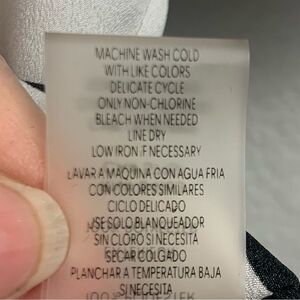 MACHINE WASH COLD
WITH LIKE COLORS
DELICATE CYCLE
ONLY NON-CHLORINE
BLEACH WHEN NEEDED
LINE DRY
LOW IRON IF NECESSARY
LAVAR A MAQUINA CON AGUA FRIA
CON COLORES SIMILARES
CICLO DELICADO
USE SOLO BLANQUEADOR
SIN CLORO SI NECESITA
SECAR COLGADO
PLANCHAR A TEMPERATURA BAJA
SI NECESITA